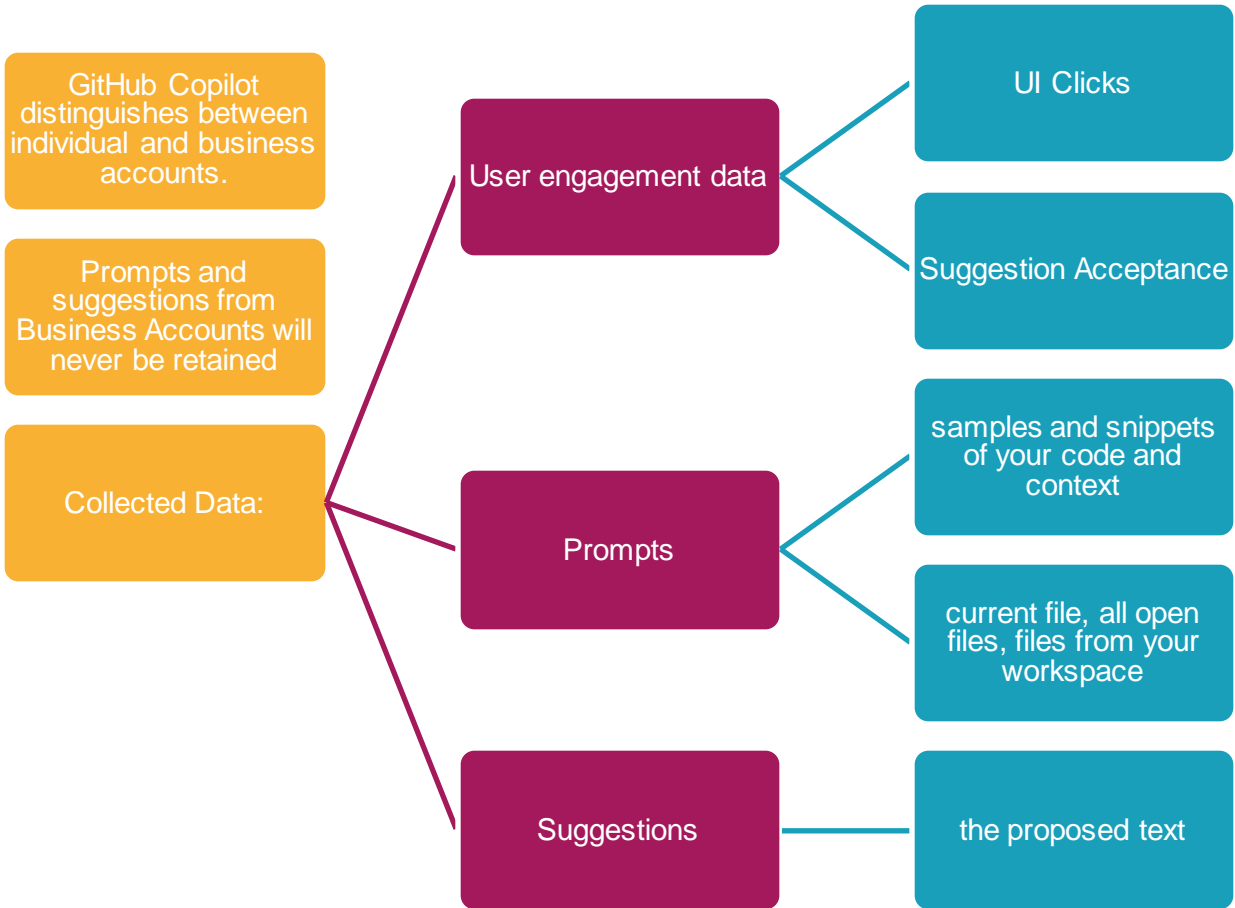 GitHub Copilot
distinguishes between
individual and business
accounts.
Prompts and
suggestions from
Business Accounts will
never be retained
Collected Data:
User engagement data
UI Clicks
Suggestion Acceptance
Prompts
samples and snippets
of your code and
context
current file, all open
files, files from your
workspace
Suggestions
the proposed text